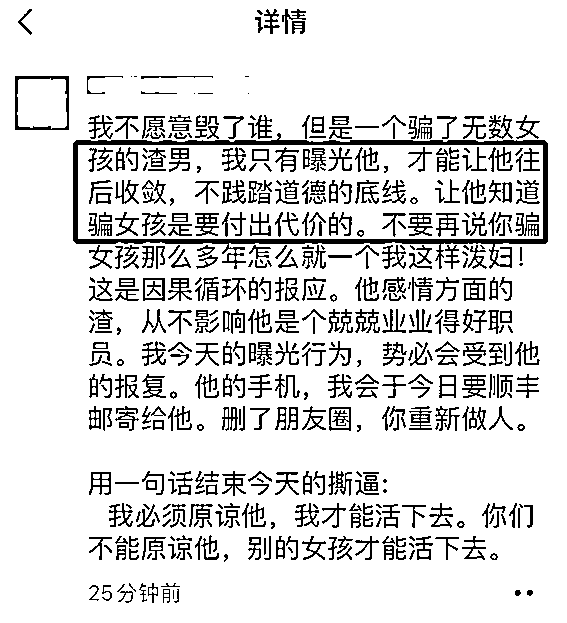 详情
我不愿意毁了谁，但是一个骗了无数女
孩的渣男，我只有曝光他，才能让他往
后收敛，不践踏道德的底线。让他知道
骗女孩是要付出代价的。不要再说你骗
女孩那么多年怎么就一个我这样泼妇！
这是因果循环的报应。他感情方面的
渣，从不影响他是个兢兢业业得好职
员。我今天的曝光行为，势必会受到他
的报复。他的手机，我会于今日要顺丰
邮寄给他。删了朋友圈，你重新做人。
用一句话结束今天的撕逼:
我必须原谅他，我才能活下去。你们
不能原谅他，别的女孩才能活下去。
25分钟前